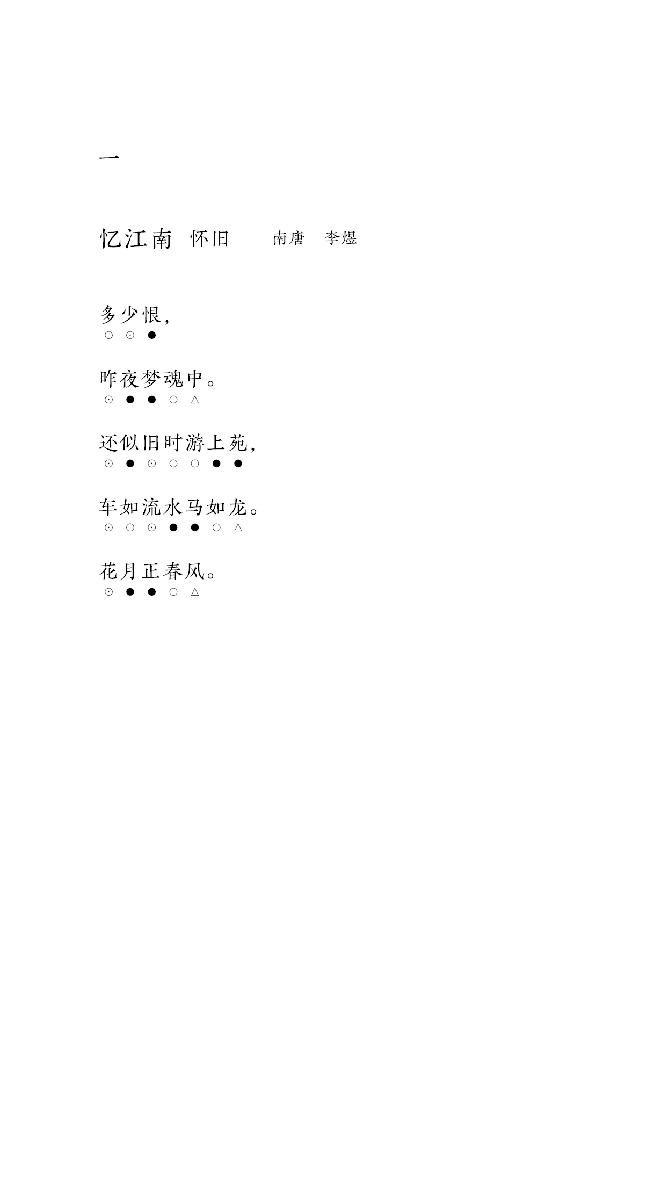 一
忆江南 怀旧 南唐 李煜
多少恨，
○⊙●
昨夜梦魂中。
⊙●●○△
还似旧时游上苑，
⊙●⊙○○●●
车如流水马如龙。
⊙○⊙●●○△
花月正春风。
⊙●●○△